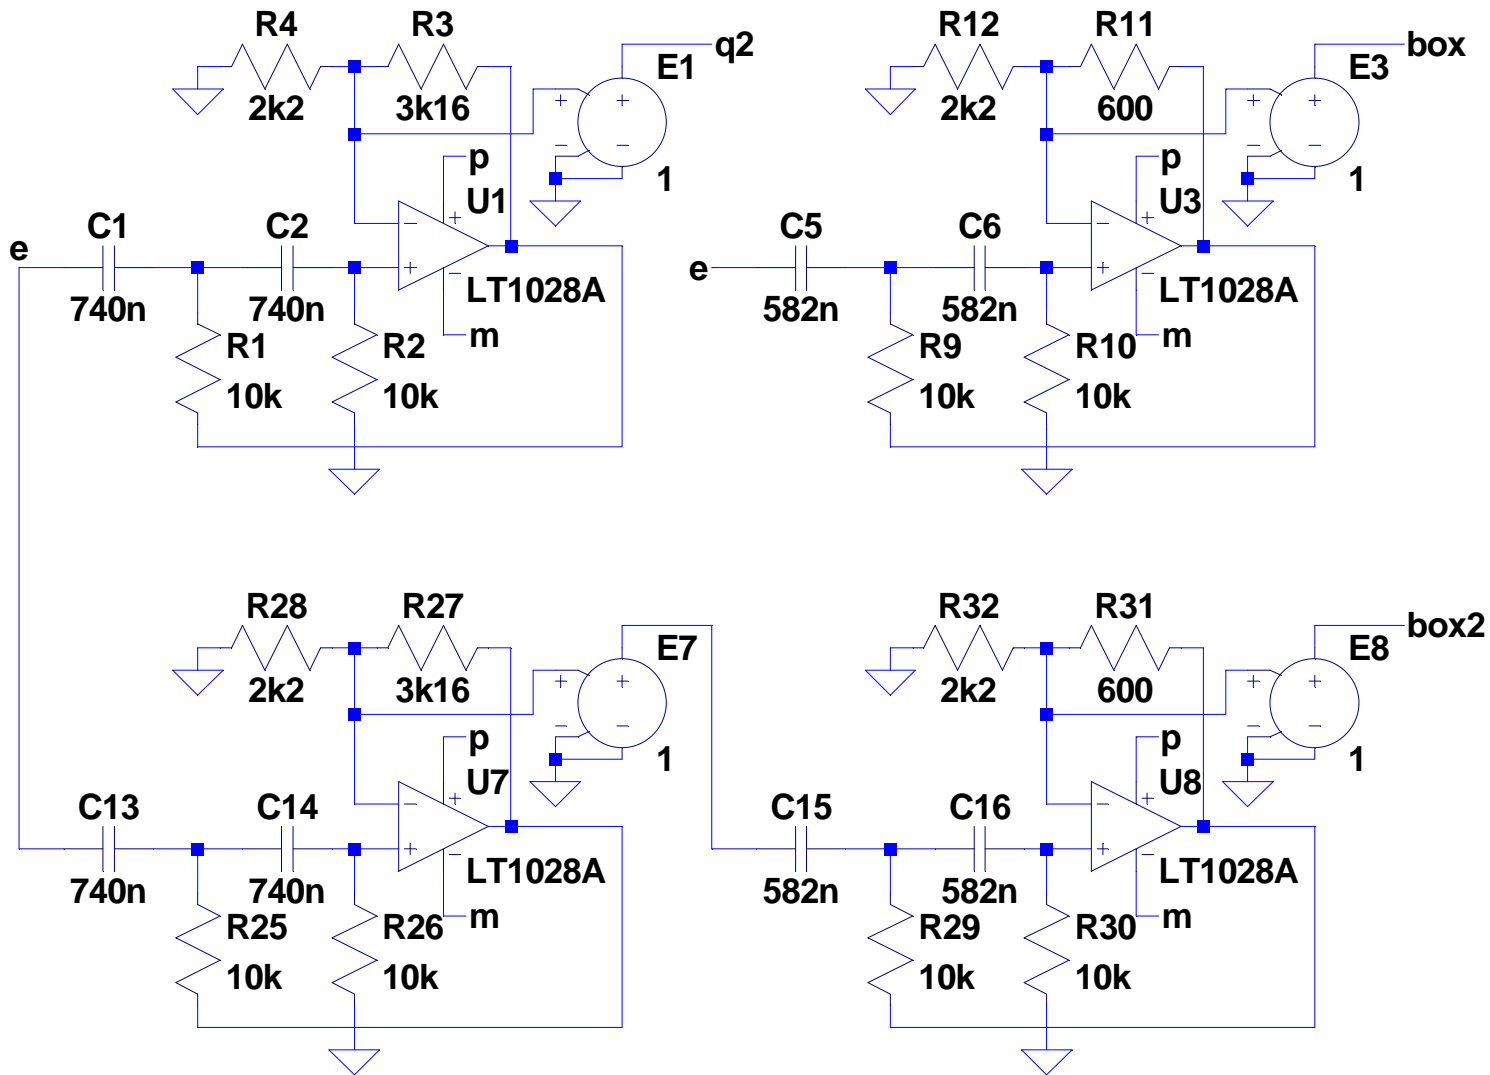 R4 R3 q2 R12 R11 box
E1 E3
2k2 3k16 2k2 600
p p
1 1
U1 U3
C1 C2 C5 C6
e e
LT1028A LT1028A
740n 740n 582n 582n
m m
R1 R2 R9 R10
10k 10k 10k 10k
R28 R27 R32 R31
box2
E7 E8
2k2 3k16 2k2 600
p p
1 1
U7 U8
C13 C14 C15 C16
LT1028A LT1028A
740n 740n 582n 582n
m m
R25 R26 R29 R30
10k 10k 10k 10k